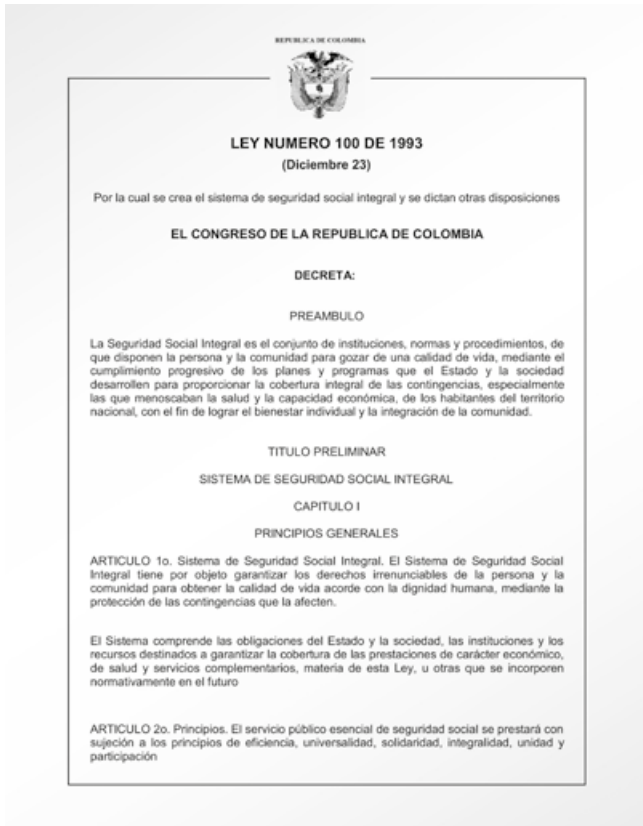 REPUBLICA DE COLOMBIA
LEY NUMERO 100 DE 1993
(Diciembre 23)
Por la cual se crea el sistema de seguridad social integral y se dictan otras disposiciones
EL CONGRESO DE LA REPUBLICA DE COLOMBIA
DECRETA:
PREAMBULO
La Seguridad Social Integral es el conjunto de instituciones, normas y procedimientos, de
que disponen la persona y la comunidad para gozar de una calidad de vida, mediante el
cumplimiento progresivo de los planes y programas que el Estado y la sociedad
desarrollen para proporcionar la cobertura integral de las contingencias, especialmente
las que menoscaban la salud y la capacidad económica, de los habitantes del territorio
nacional, con el fin de lograr el bienestar individual y la integración de la comunidad.
TITULO PRELIMINAR
SISTEMA DE SEGURIDAD SOCIAL INTEGRAL
CAPITULO I
PRINCIPIOS GENERALES
ARTICULO 1o. Sistema de Seguridad Social Integral. El Sistema de Seguridad Social
Integral tiene por objeto garantizar los derechos irrenunciables de la persona y la
comunidad para obtener la calidad de vida acorde con la dignidad humana, mediante la
protección de las contingencias que la afecten.
El Sistema comprende las obligaciones del Estado y la sociedad, las instituciones y los
recursos destinados a garantizar la cobertura de las prestaciones de carácter económico,
de salud y servicios complementarios, materia de esta Ley, u otras que se incorporen
normativamente en el futuro
ARTICULO 2o. Principios. El servicio público esencial de seguridad social se prestará con
sujeción a los principios de eficiencia, universalidad, solidaridad, integralidad, unidad y
participación